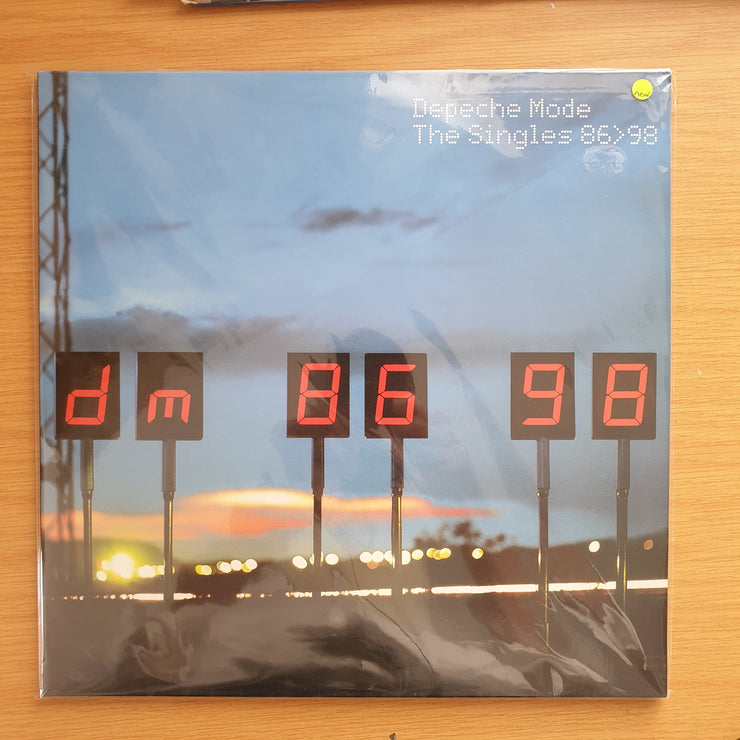 new
Depeche Mode
The Singles 86>98
dm 86 98